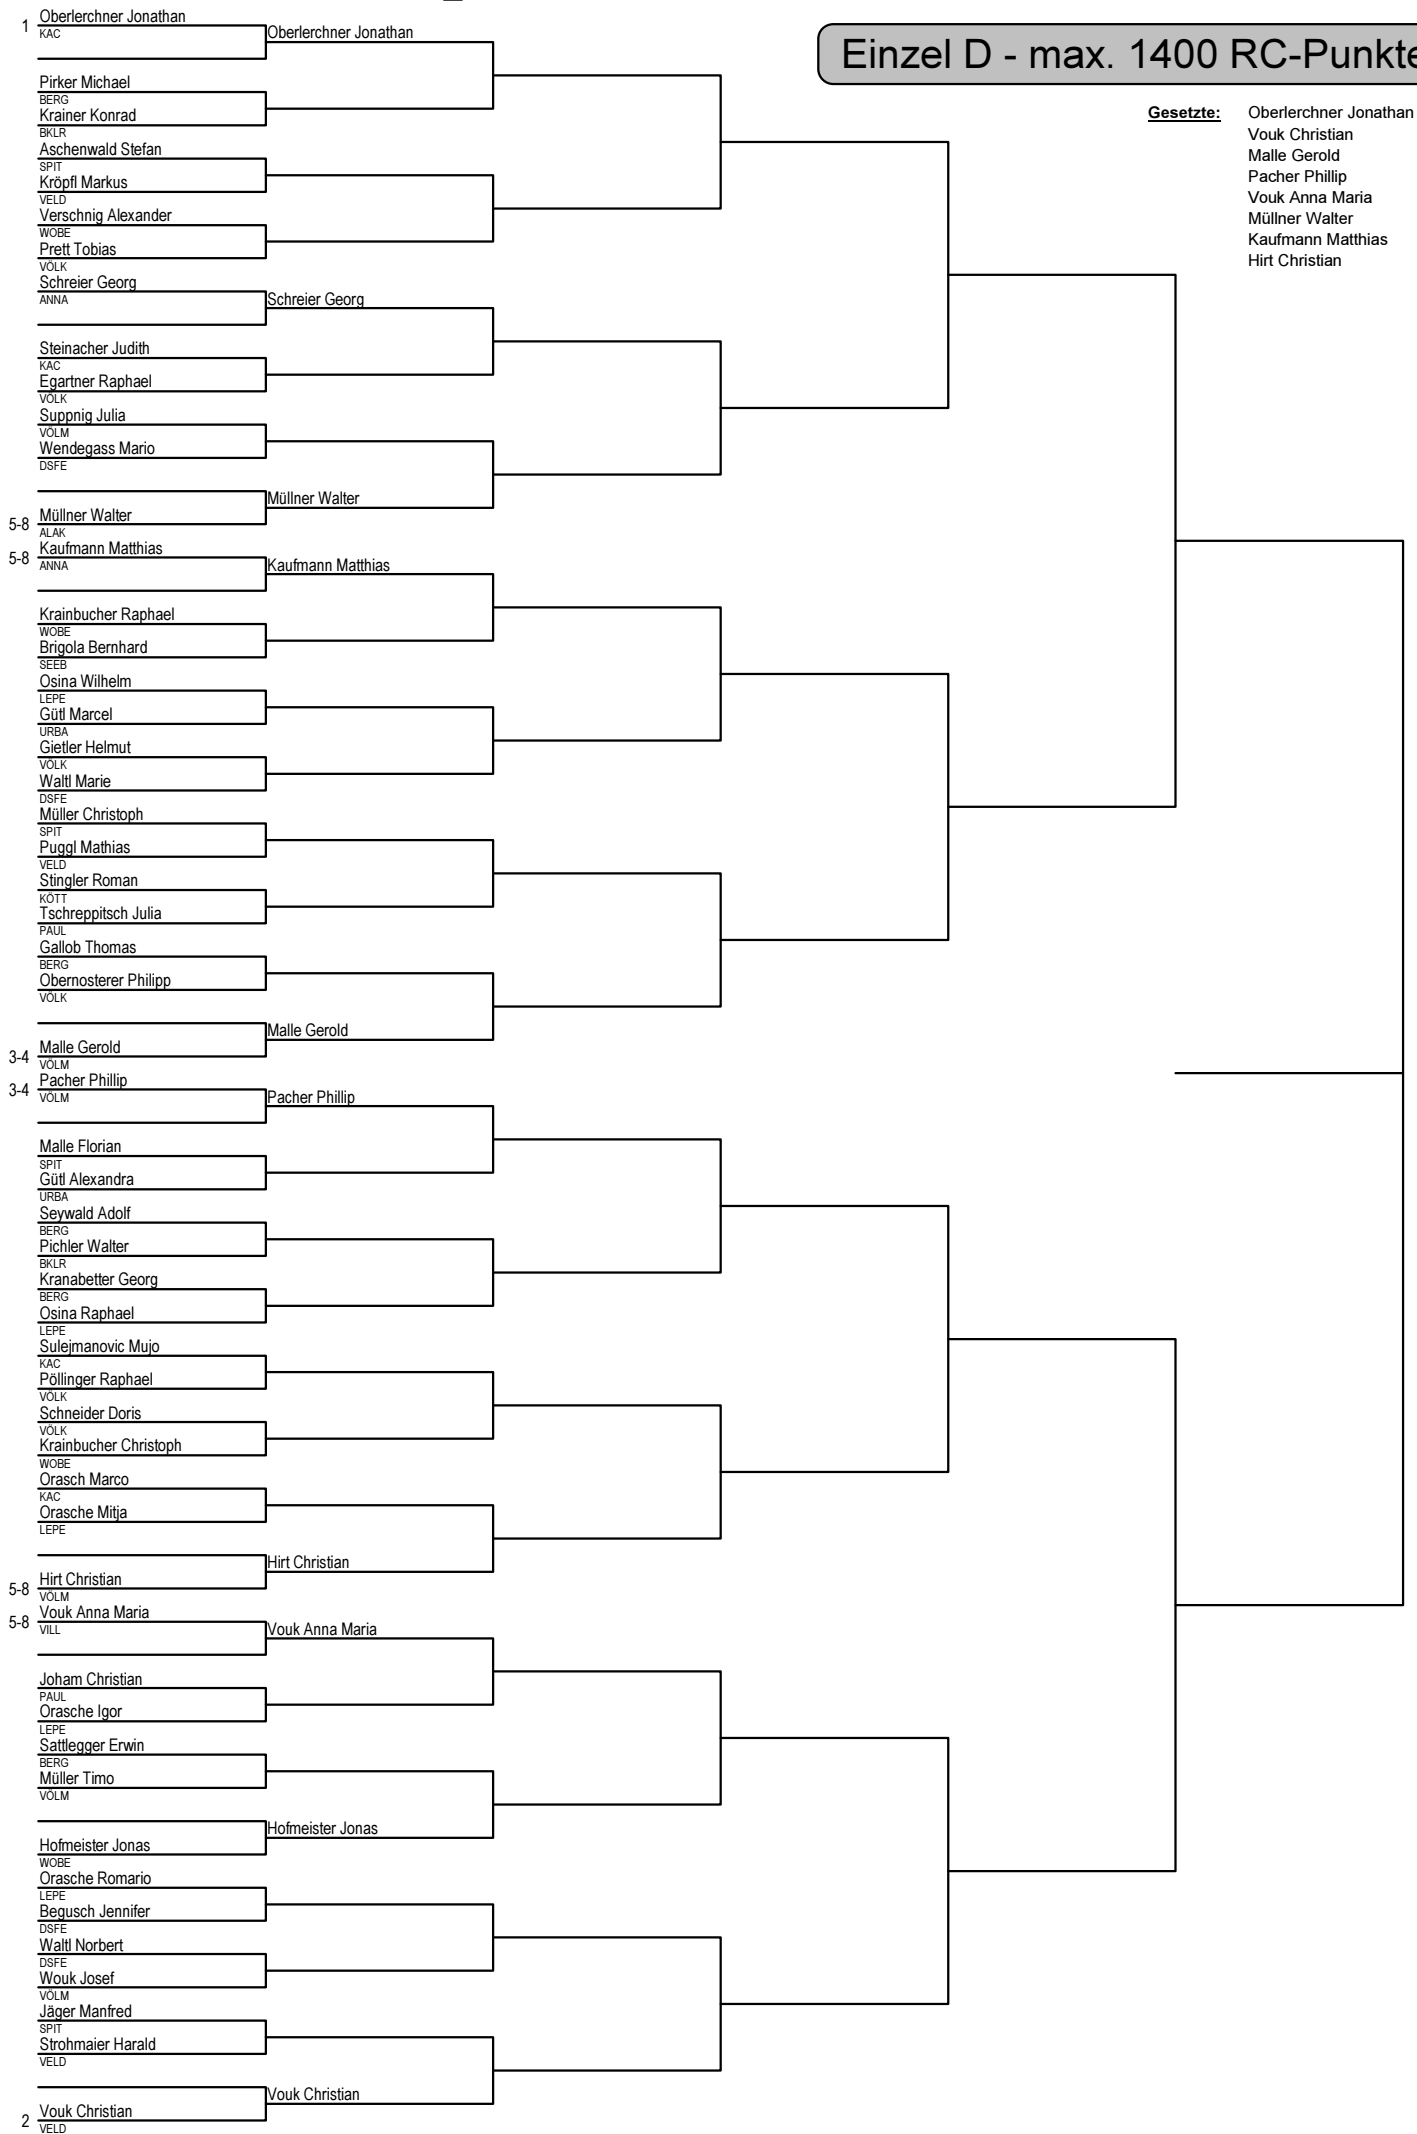 Einzel D - max. 1400 RC-Punkte
Gesetzte: Oberlerchner Jonathan
Vouk Christian
Malle Gerold
Pacher Phillip
Vouk Anna Maria
Müllner Walter
Kaufmann Matthias
Hirt Christian
1 Oberlerchner Jonathan
KAC
Oberlerchner Jonathan
Pirker Michael
BERG
Krainer Konrad
BKLR
Aschenwald Stefan
SPIT
Kröpfl Markus
VELD
Verschnig Alexander
WOBE
Prett Tobias
VÖLK
Schreier Georg
ANNA
Schreier Georg
Steinacher Judith
KAC
Egartner Raphael
VÖLK
Suppnig Julia
VÖLM
Wendegass Mario
DSFE
Müllner Walter
5-8 Müllner Walter
ALAK
5-8 Kaufmann Matthias
ANNA
Kaufmann Matthias
Krainbucher Raphael
WOBE
Brigola Bernhard
SEEB
Osina Wilhelm
LEPE
Gütl Marcel
URBA
Gietler Helmut
VÖLK
Waltl Marie
DSFE
Müller Christoph
SPIT
Puggl Mathias
VELD
Stingler Roman
KÖTT
Tschreppitsch Julia
PAUL
Gallob Thomas
BERG
Obernosterer Philipp
VÖLK
Malle Gerold
3-4 Malle Gerold
VÖLM
3-4 Pacher Phillip
VÖLM
Pacher Phillip
Malle Florian
SPIT
Gütl Alexandra
URBA
Seywald Adolf
BERG
Pichler Walter
BKLR
Kranabetter Georg
BERG
Osina Raphael
LEPE
Sulejmanovic Mujo
KAC
Pöllinger Raphael
VÖLK
Schneider Doris
VÖLK
Krainbucher Christoph
WOBE
Orasch Marco
KAC
Orasche Mitja
LEPE
Hirt Christian
5-8 Hirt Christian
VÖLM
5-8 Vouk Anna Maria
VILL
Vouk Anna Maria
Joham Christian
PAUL
Orasche Igor
LEPE
Sattlegger Erwin
BERG
Müller Timo
VÖLM
Hofmeister Jonas
Hofmeister Jonas
WOBE
Orasche Romario
LEPE
Begusch Jennifer
DSFE
Waltl Norbert
DSFE
Wouk Josef
VÖLM
Jäger Manfred
SPIT
Strohmaier Harald
VELD
Vouk Christian
2 Vouk Christian
VELD